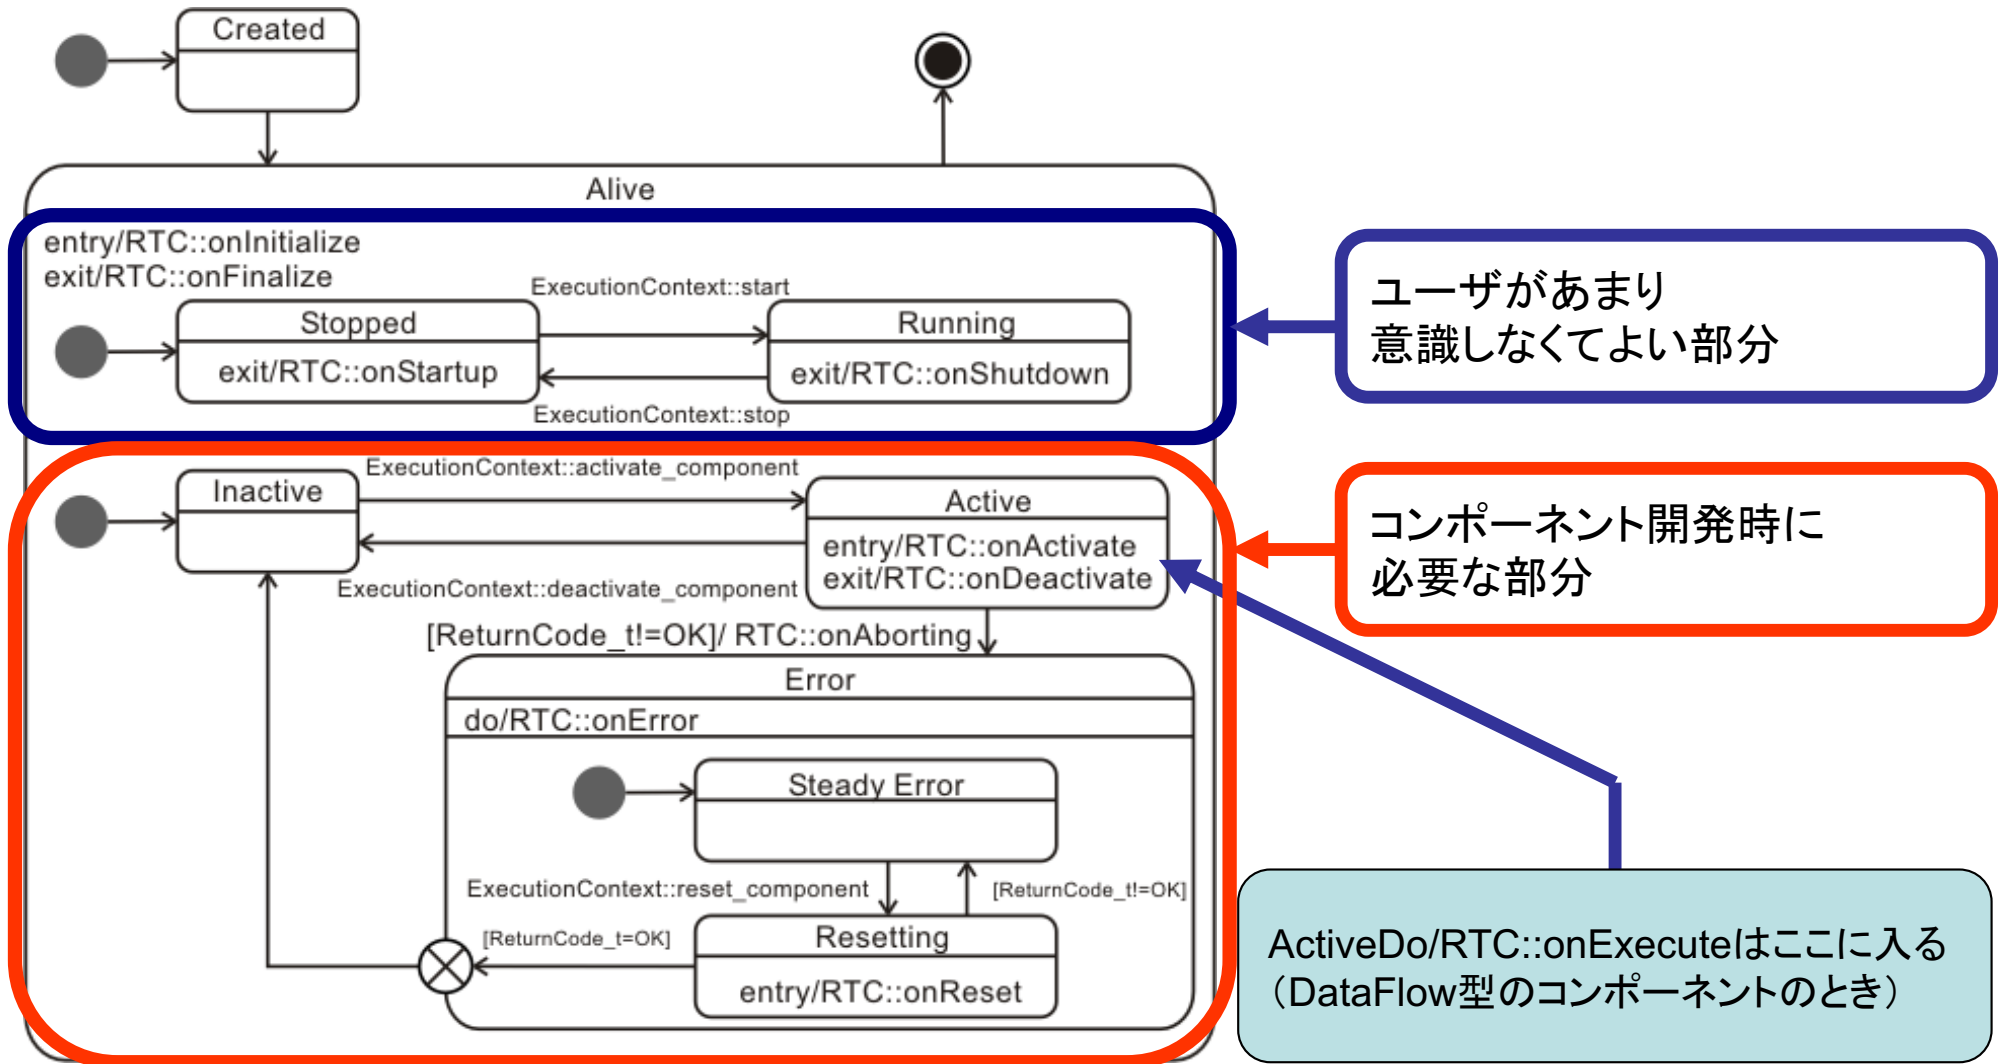 Created
Alive
entry/RTC::onInitialize
exit/RTC::onFinalize
ExecutionContext::start
Stopped
exit/RTC::onStartup
Running
exit/RTC::onShutdown
ExecutionContext::stop
ユーザがあまり
意識しなくてよい部分
ExecutionContext::activate_component
Inactive
Active
entry/RTC::onActivate
exit/RTC::onDeactivate
ExecutionContext::deactivate_component
コンポーネント開発時に
必要な部分
[ReturnCode_t!=OK]/ RTC::onAborting
Error
do/RTC::onError
Steady Error
ExecutionContext::reset_component
[ReturnCode_t!=OK]
[ReturnCode_t=OK]
Resetting
entry/RTC::onReset
ActiveDo/RTC::onExecuteはここに入る
（DataFlow型のコンポーネントのとき）